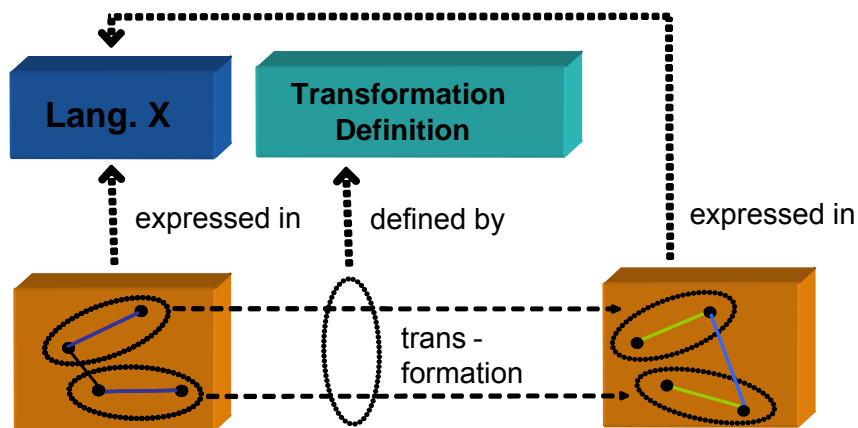 Lang. X
Transformation
Definition
expressed in
defined by
expressed in
trans -
formation